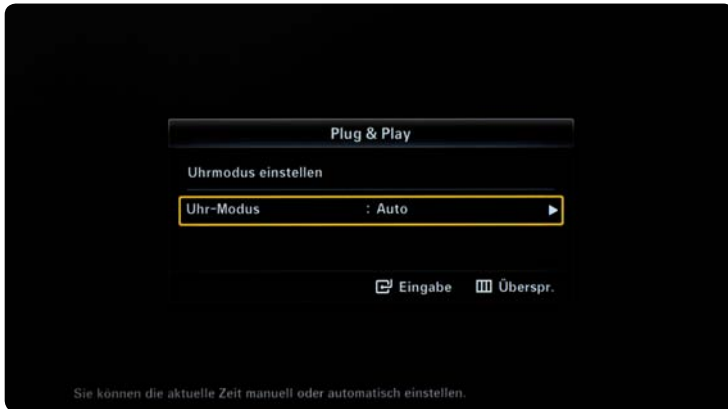 Plug & Play
Uhrmodus einstellen
Uhr-Modus : Auto
Eingabe Überspr.
Sie können die aktuelle Zeit manuell oder automatisch einstellen.